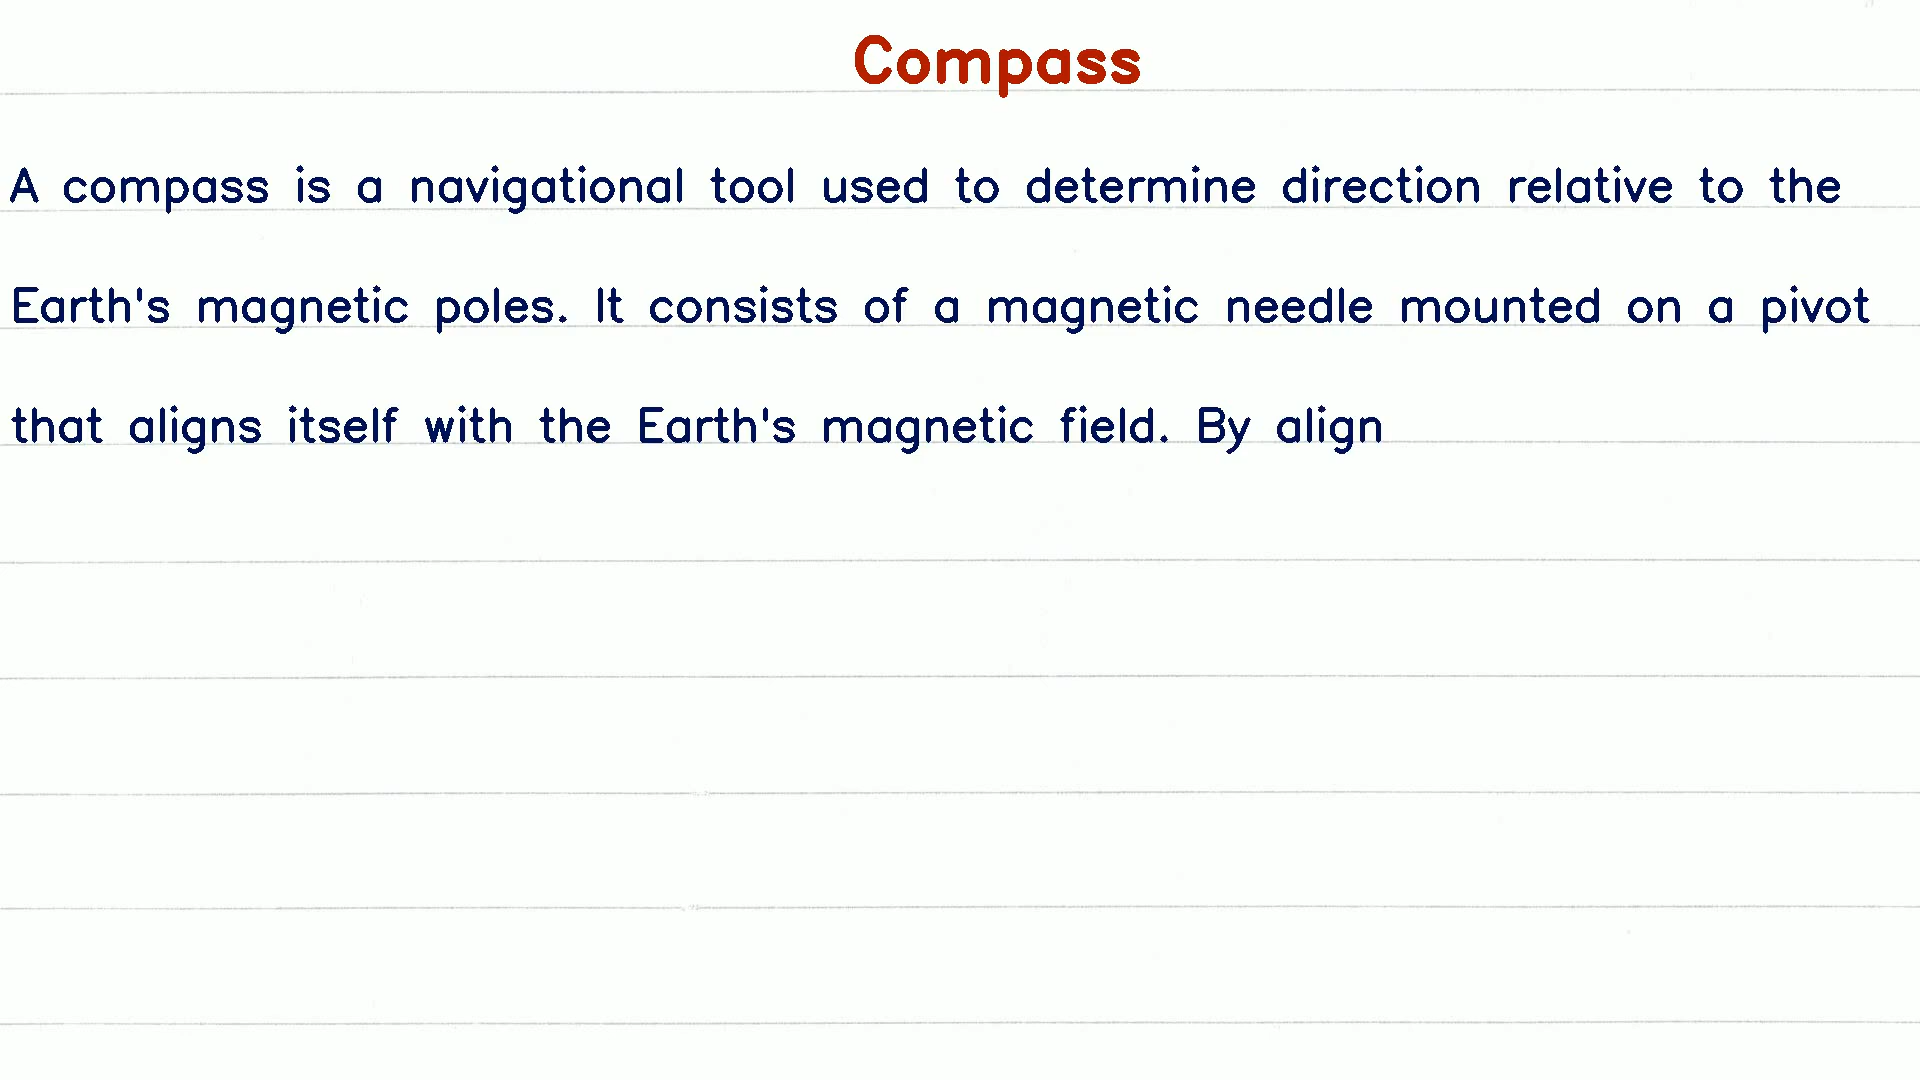 Compass
A compass is a navigational tool used to determine direction relative to the
Earth's magnetic poles. It consists of a magnetic needle mounted on a pivot
that aligns itself with the Earth's magnetic field. By align